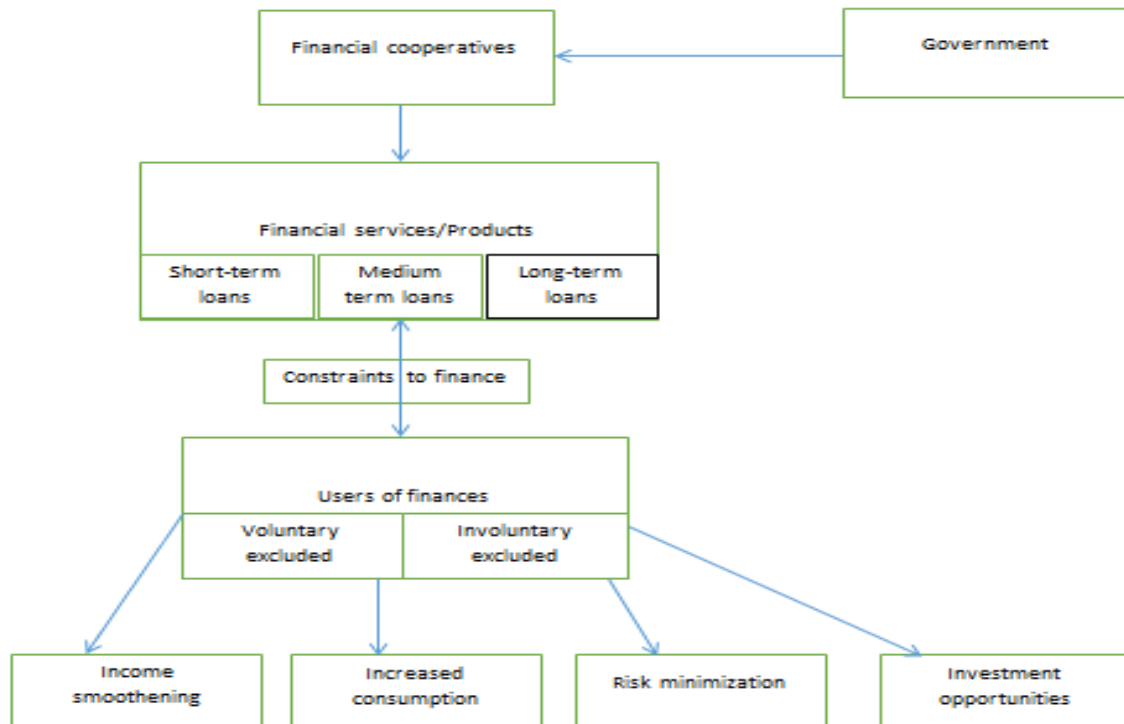 Financial cooperatives
Government
Financial services/Products
Short-term
loans
Medium
term loans
Long-term
loans
Constraints to finance
Users of finances
Voluntary
excluded
Involuntary
excluded
Income
smoothening
Increased
consumption
Risk minimization
Investment
opportunities